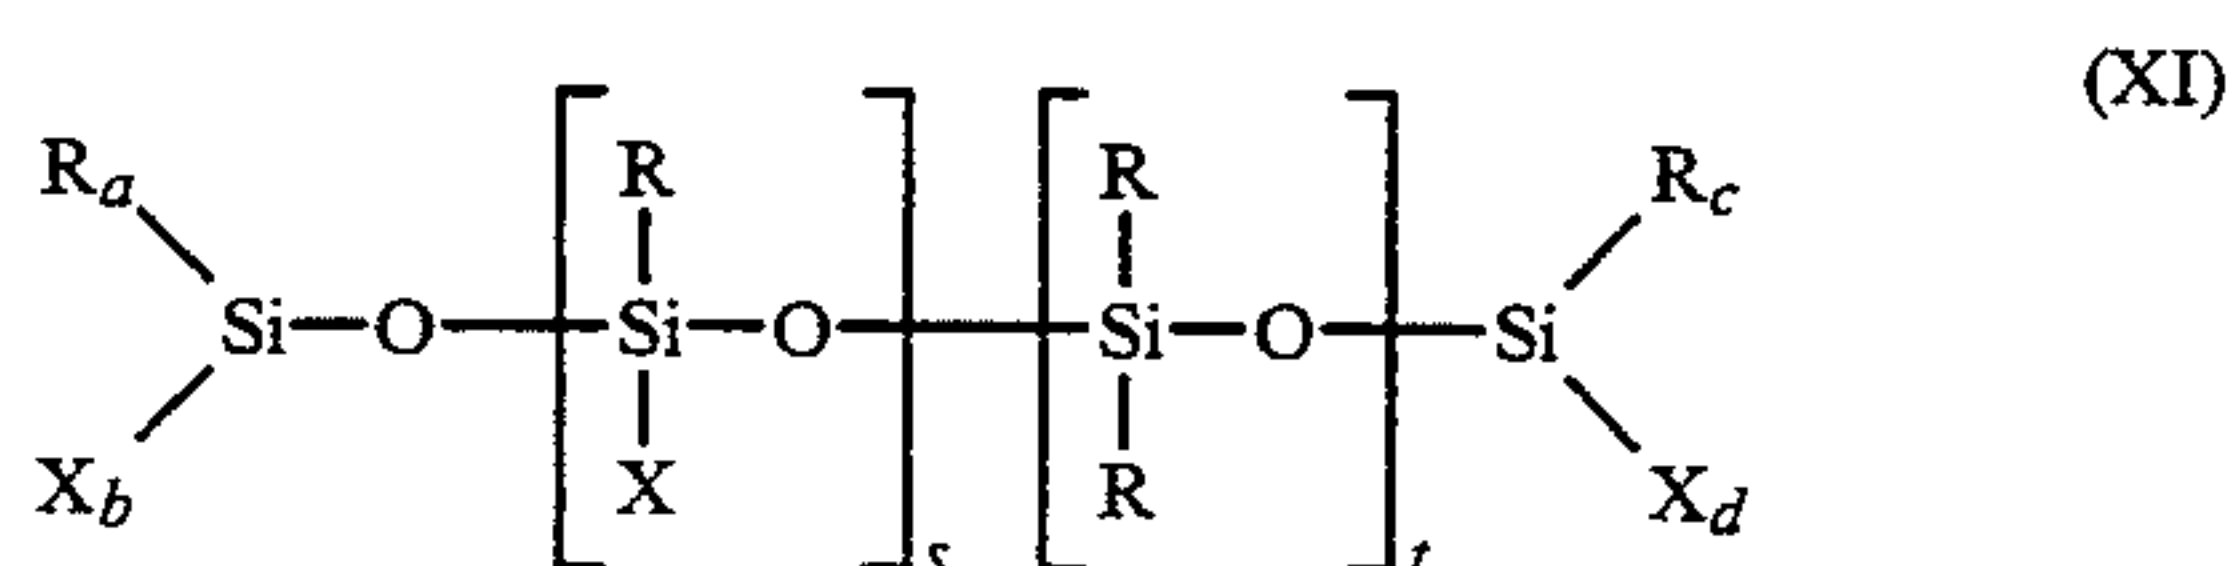 (XI)
R R
Ra Rc
Si—O Si—O Si—O Si
Xb X R Xd
s t